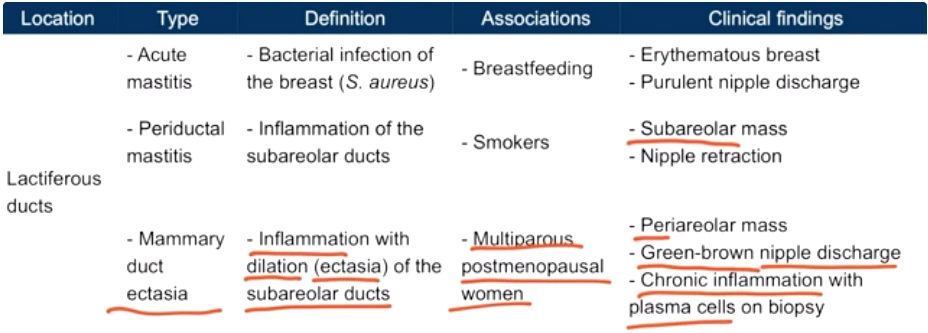 Location Type Definition Associations Clinical findings
- Acute mastitis
- Bacterial infection of the breast (S. aureus)
- Breastfeeding
- Erythematous breast
- Purulent nipple discharge
- Periductal mastitis
- Inflammation of the subareolar ducts
- Smokers
- Subareolar mass
- Nipple retraction
Lactiferous ducts
- Mammary duct ectasia
- Inflammation with dilation (ectasia) of the subareolar ducts
- Multiparous postmenopausal women
- Periareolar mass
- Green-brown nipple discharge
- Chronic inflammation with plasma cells on biopsy